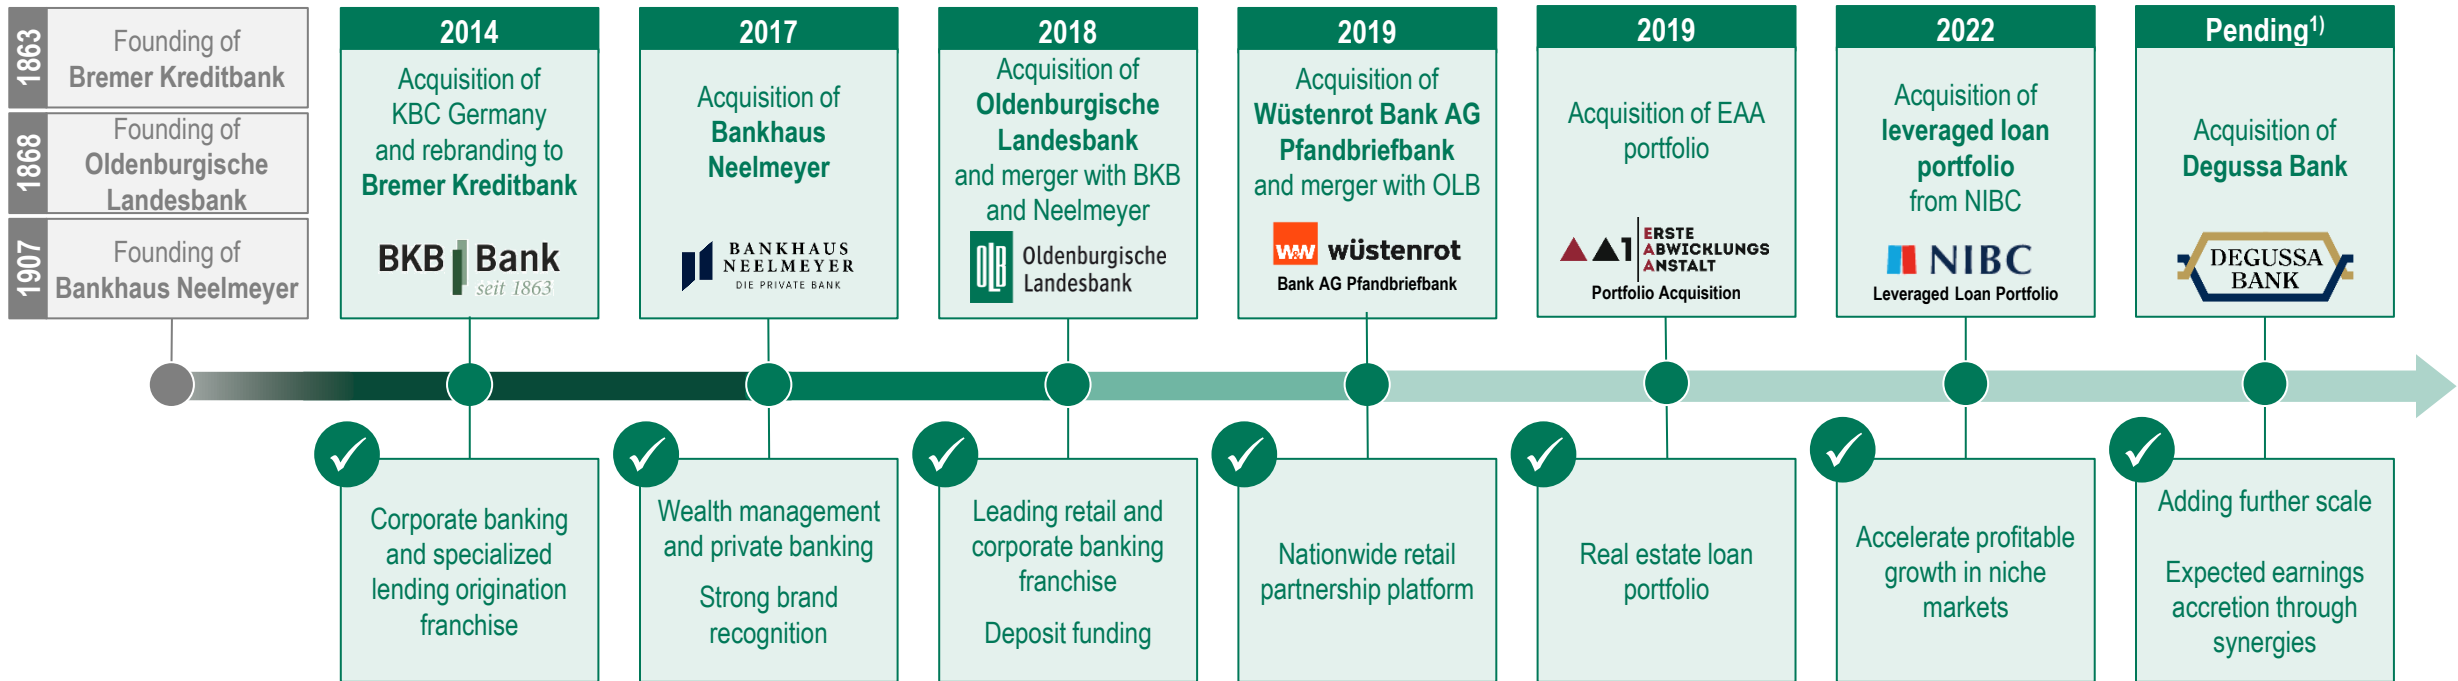 1863
Founding of
Bremer Kreditbank
1868
Founding of
Oldenburgische
Landesbank
1907
Founding of
Bankhaus Neelmeyer
2014
Acquisition of
KBC Germany
and rebranding to
Bremer Kreditbank
BKB Bank
seit 1863
Corporate banking
and specialized
lending origination
franchise
2017
Acquisition of
Bankhaus
Neelmeyer
BANKHAUS
NEELMEYER
DIE PRIVATE BANK
Wealth management
and private banking
Strong brand
recognition
2018
Acquisition of
Oldenburgische
Landesbank
and merger with BKB
and Neelmeyer
OLB
Oldenburgische
Landesbank
Leading retail and
corporate banking
franchise
Deposit funding
2019
Acquisition of
Wüstenrot Bank AG
Pfandbriefbank
and merger with OLB
W&W wüstenrot
Bank AG Pfandbriefbank
Nationwide retail
partnership platform
2019
Acquisition of EAA
portfolio
ERSTE
ABWICKLUNGS
ANSTALT
Portfolio Acquisition
Real estate loan
portfolio
2022
Acquisition of
leveraged loan
portfolio
from NIBC
NIBC
Leveraged Loan Portfolio
Accelerate profitable
growth in niche
markets
Pending1)
Acquisition of
Degussa Bank
DEGUSSA
BANK
Adding further scale
Expected earnings
accretion through
synergies